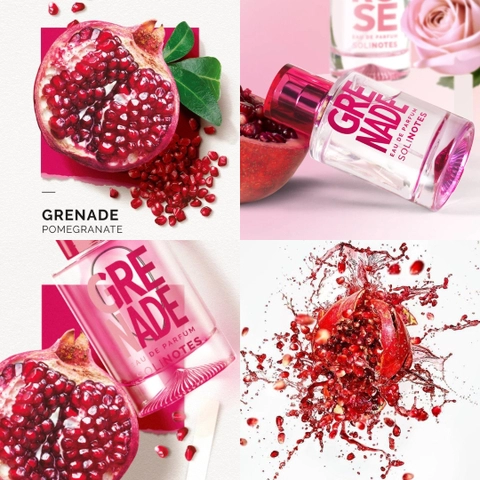 GRENADE
POMEGRANATE
SE
EAU DE PARFUM
SOLINOTES
GRE
NADE
EAU DE PARFUM
SOLINOTES
GRE
NADE
EAU DE PARFUM
SOLINOTES